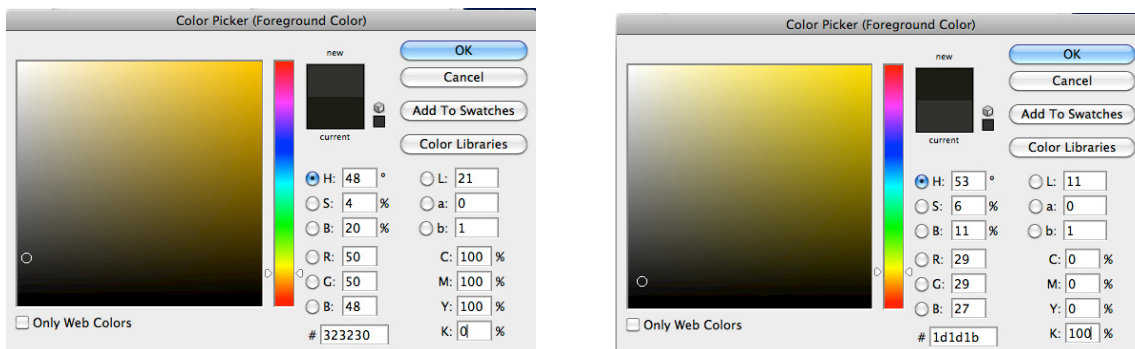 Color Picker (Foreground Color)
new
current
OK
Cancel
Add To Swatches
Color Libraries
H: 48 °
S: 4 %
B: 20 %
R: 50
G: 50
B: 48
# 323230
L: 21
a: 0
b: 1
C: 100 %
M: 100 %
Y: 100 %
K: 0 %
Only Web Colors
Color Picker (Foreground Color)
new
current
OK
Cancel
Add To Swatches
Color Libraries
H: 53 °
S: 6 %
B: 11 %
R: 29
G: 29
B: 27
# 1d1d1b
L: 11
a: 0
b: 1
C: 0 %
M: 0 %
Y: 0 %
K: 100 %
Only Web Colors